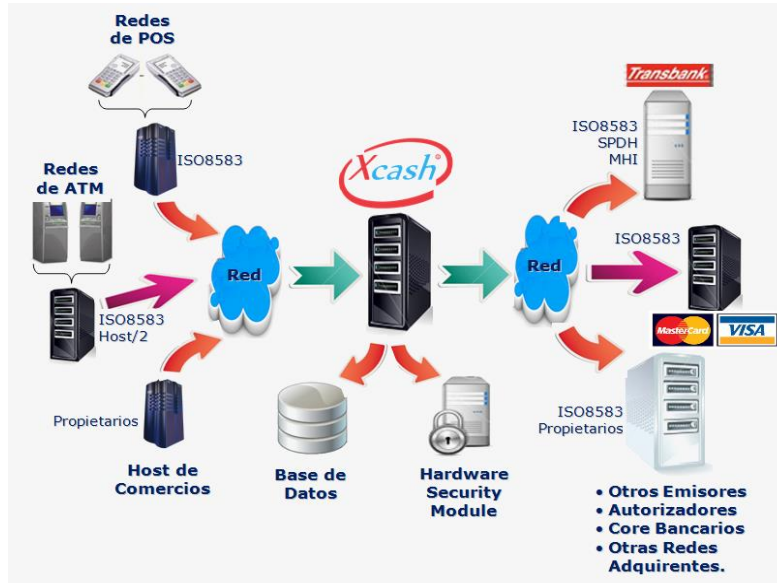 Redes
de POS
ISO8583
Redes
de ATM
ISO8583
Host/2
Propietarios
Host de
Comercios
Red
Xcash®
Base de
Datos
Hardware
Security
Module
Red
Transbank
ISO8583
SPDH
MHI
ISO8583
MasterCard
VISA
ISO8583
Propietarios
• Otros Emisores
• Autorizadores
• Core Bancarios
• Otras Redes
Adquirentes.